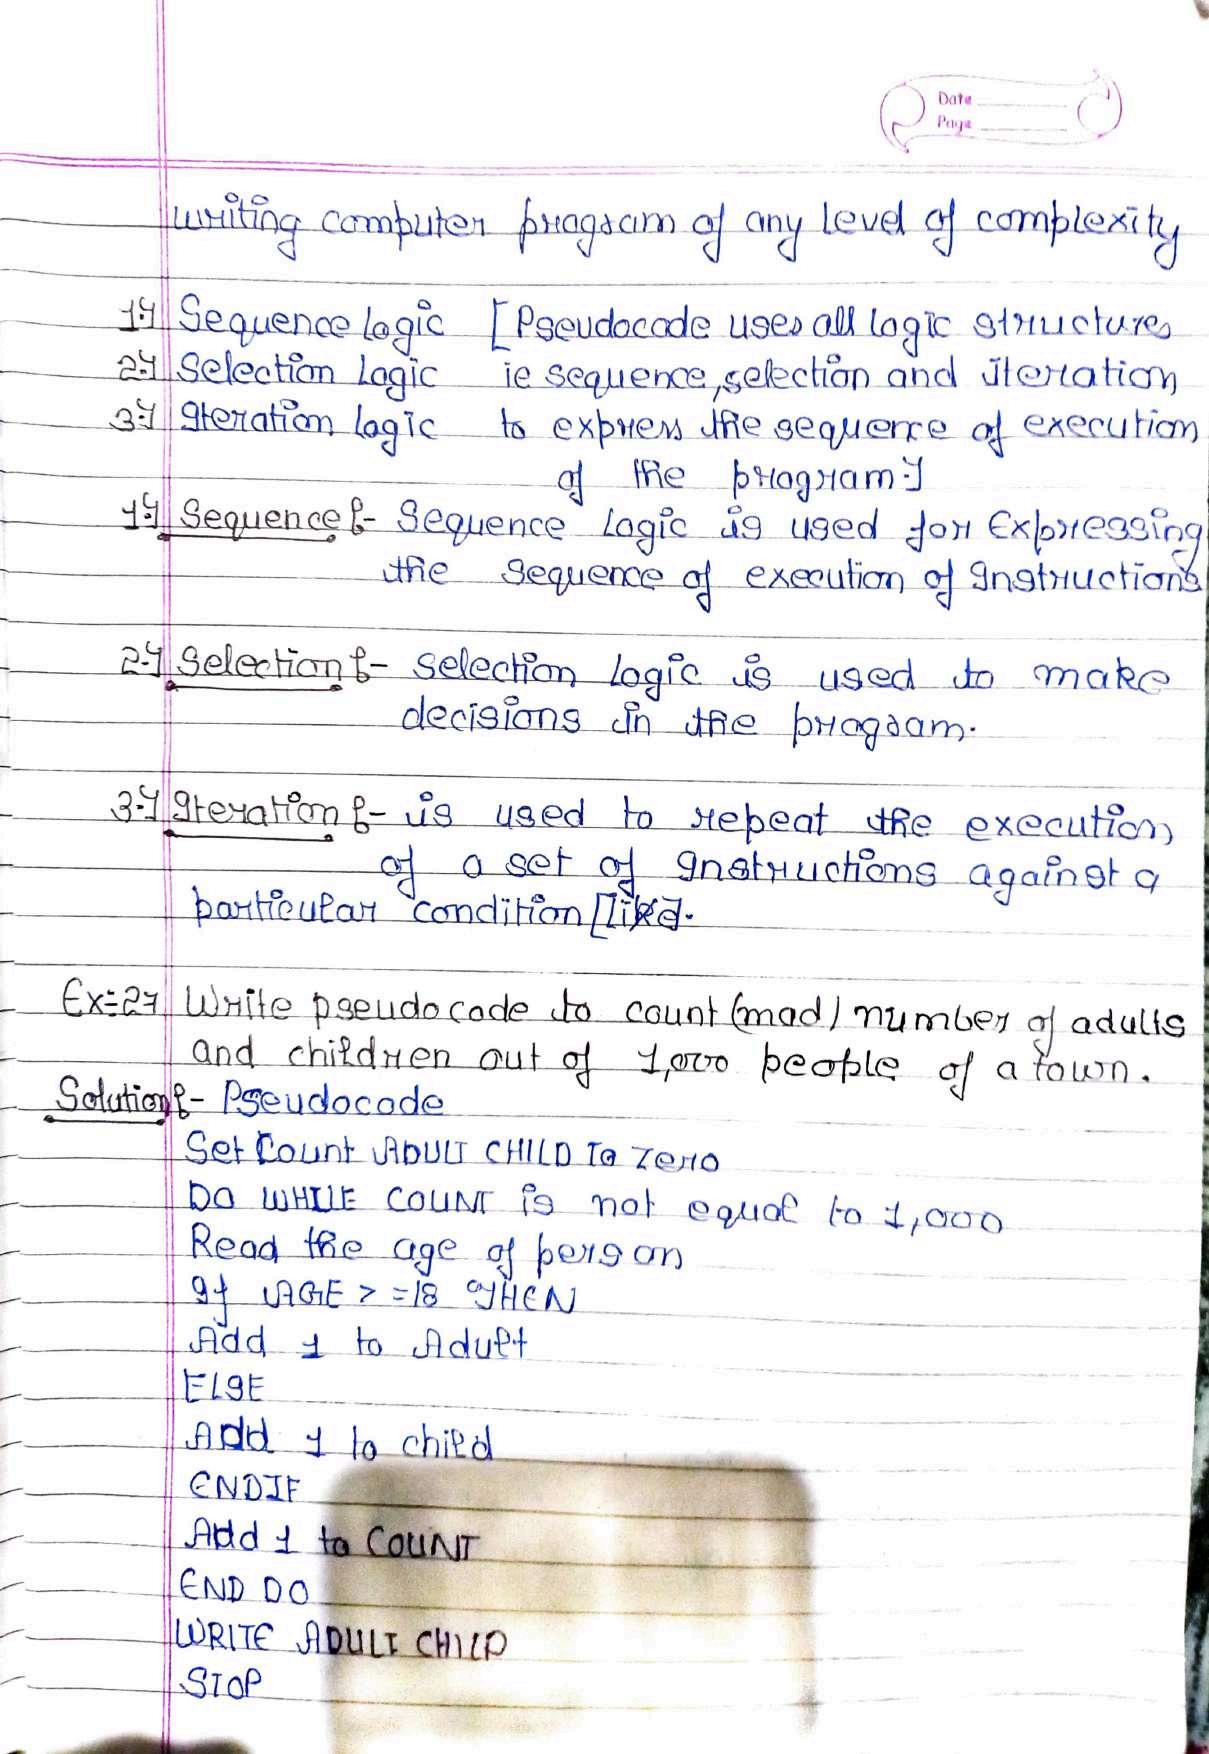 Date
Page
writing computer program of any level of complexity
1.) Sequence logic [Pseudocode uses all logic structures
2.) Selection Logic ie sequence, selection and iteration
3.) Iteration logic to express the sequence of execution
of the program.]
1.) Sequence :- Sequence Logic is used for Expressing
the sequence of execution of Instructions
2.) Selection :- selection logic is used to make
decisions in the program.
3.) Iteration :- is used to repeat the execution
of a set of Instructions against a
particular condition
Ex:-2) Write pseudocode to count (mad) number of adults
and children out of 1,000 people of a town.
Solution :- Pseudocode
Set Count ADULT CHILD To Zero
DO WHILE COUNT is not equal to 1,000
Read the age of person
If AGE > = 18 THEN
Add 1 to Adult
ELSE
Add 1 to child
ENDIF
Add 1 to COUNT
END DO
WRITE ADULT CHILD
STOP